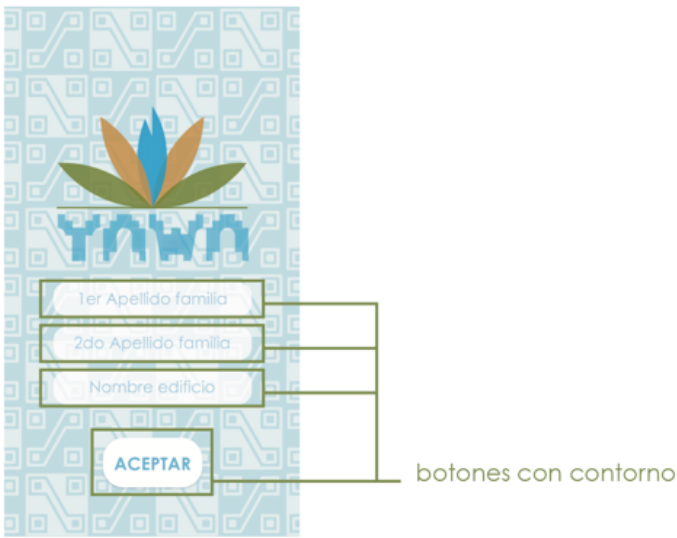 YAWA
1er Apellido familia
2do Apellido familia
Nombre edificio
ACEPTAR
botones con contorno